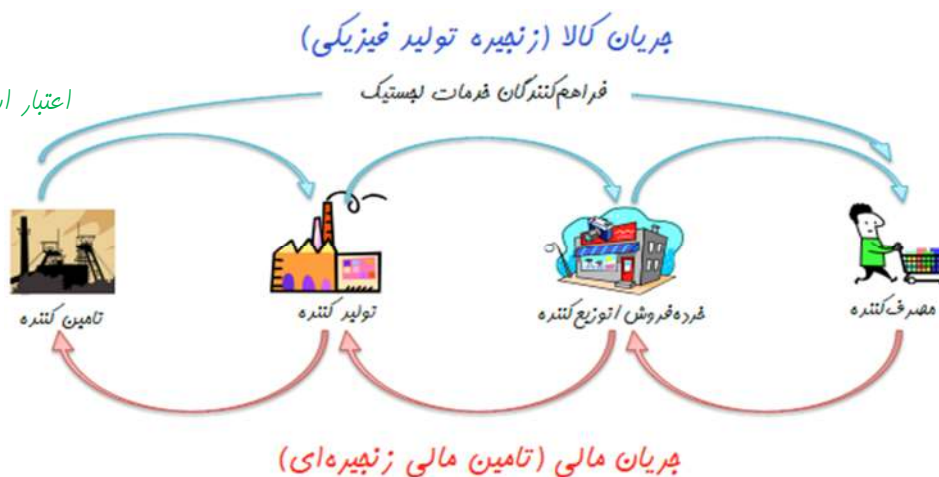 جریان کالا (زنجیره تولید فیزیکی)
فراهم‌کنندگان خدمات لجستیک
اعتبار
تامین کننده
تولید کننده
خرده‌فروش / توزیع‌کننده
مصرف‌کننده
جریان مالی (تامین مالی زنجیره‌ای)